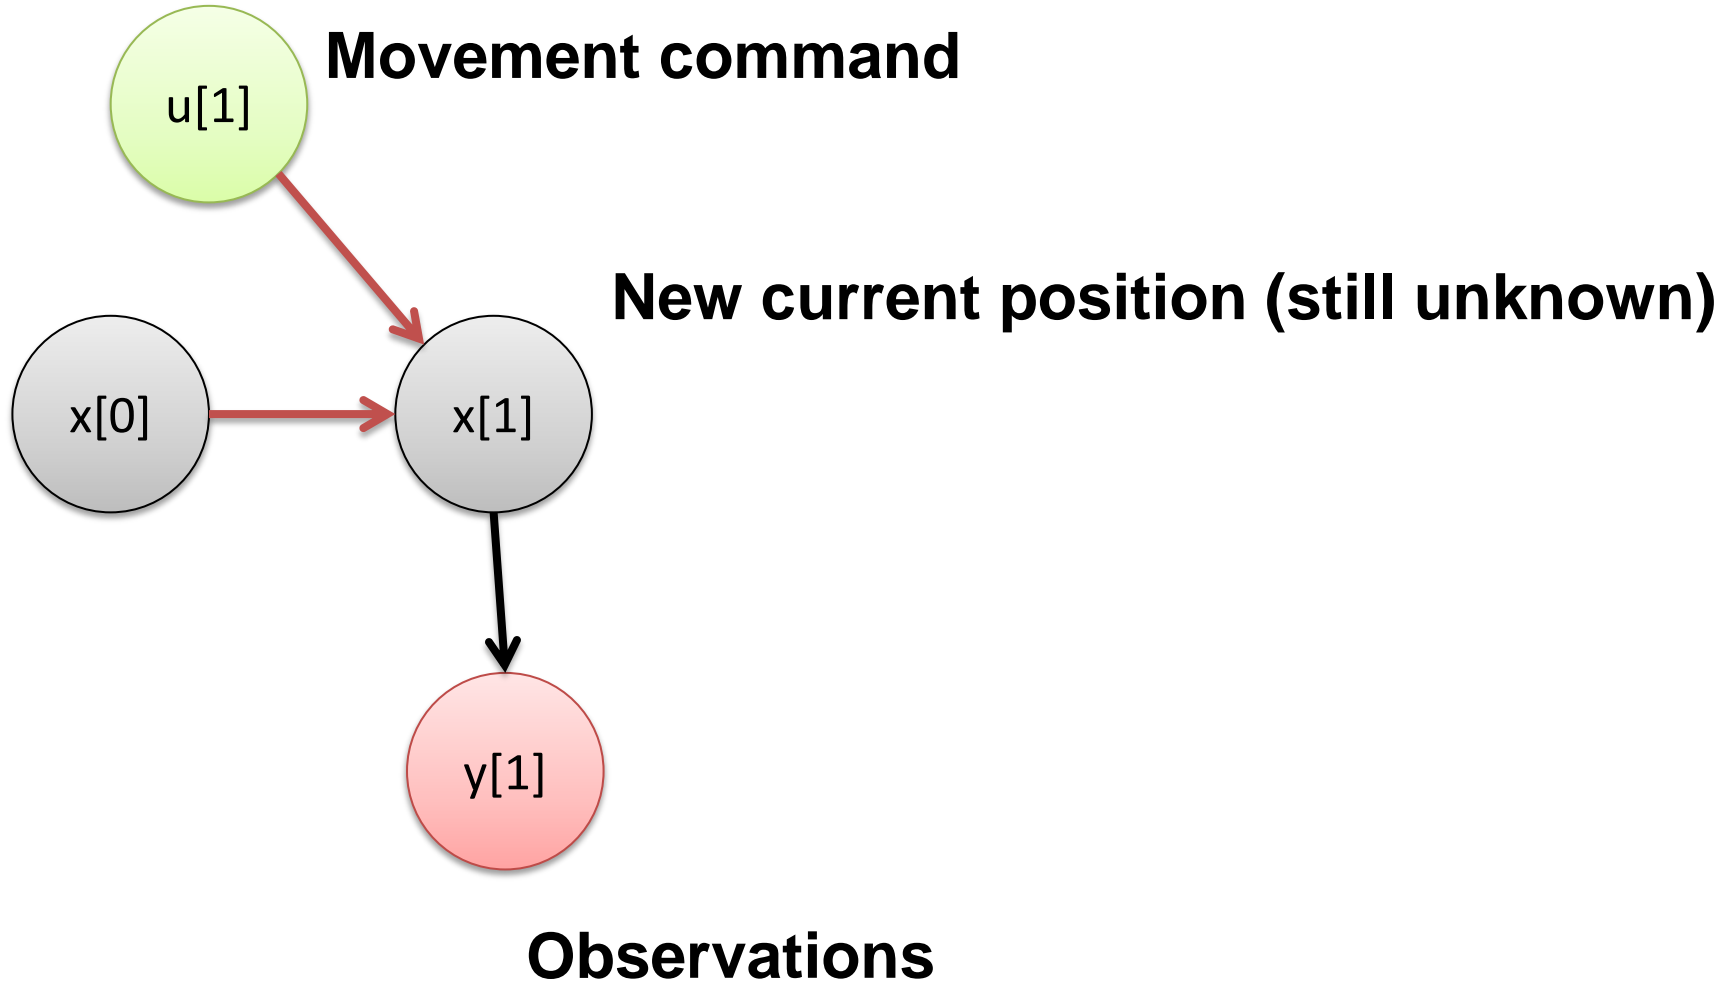 Movement command
u[1]
New current position (still unknown)
x[0]
x[1]
y[1]
Observations